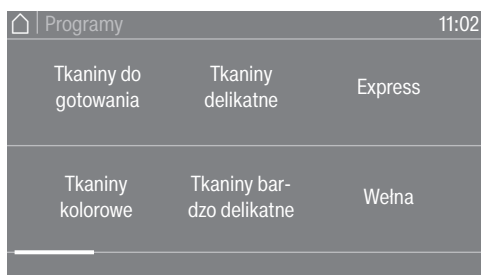 Programy
11:02
Tkaniny do
gotowania
Tkaniny
delikatne
Express
Tkaniny
kolorowe
Tkaniny bar-
dzo delikatne
Wełna